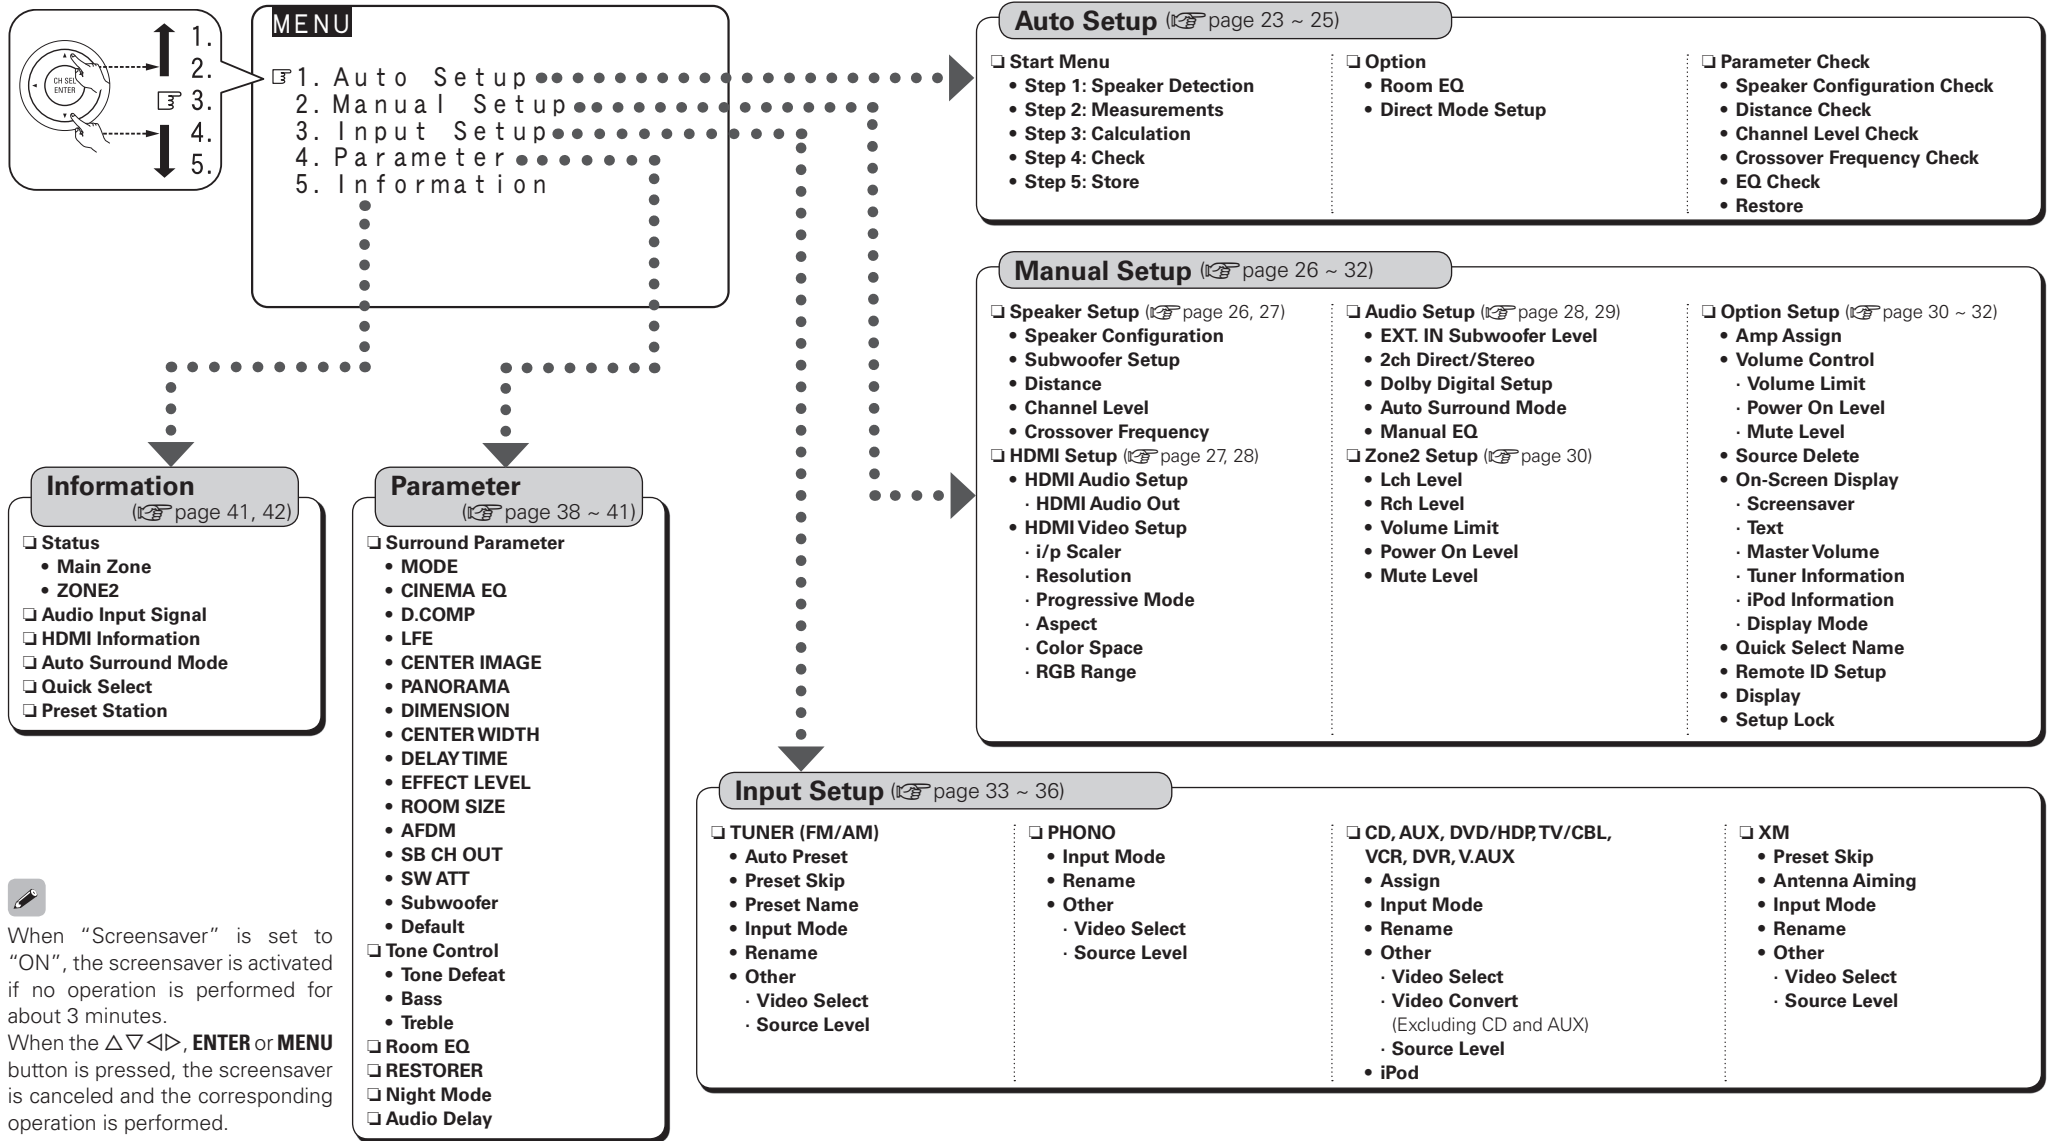 1.
2.
3.
4.
5.
CH SEL
ENTER
MENU
☞1. Auto Setup
2. Manual Setup
3. Input Setup
4. Parameter
5. Information
Auto Setup (☞page 23 ~ 25)
❏ Start Menu
• Step 1: Speaker Detection
• Step 2: Measurements
• Step 3: Calculation
• Step 4: Check
• Step 5: Store
❏ Option
• Room EQ
• Direct Mode Setup
❏ Parameter Check
• Speaker Configuration Check
• Distance Check
• Channel Level Check
• Crossover Frequency Check
• EQ Check
• Restore
Manual Setup (☞page 26 ~ 32)
❏ Speaker Setup (☞page 26, 27)
• Speaker Configuration
• Subwoofer Setup
• Distance
• Channel Level
• Crossover Frequency
❏ HDMI Setup (☞page 27, 28)
• HDMI Audio Setup
· HDMI Audio Out
• HDMI Video Setup
· i/p Scaler
· Resolution
· Progressive Mode
· Aspect
· Color Space
· RGB Range
❏ Audio Setup (☞page 28, 29)
• EXT. IN Subwoofer Level
• 2ch Direct/Stereo
• Dolby Digital Setup
• Auto Surround Mode
• Manual EQ
❏ Zone2 Setup (☞page 30)
• Lch Level
• Rch Level
• Volume Limit
• Power On Level
• Mute Level
❏ Option Setup (☞page 30 ~ 32)
• Amp Assign
• Volume Control
· Volume Limit
· Power On Level
· Mute Level
• Source Delete
• On-Screen Display
· Screensaver
· Text
· Master Volume
· Tuner Information
· iPod Information
· Display Mode
• Quick Select Name
• Remote ID Setup
• Display
• Setup Lock
Information
(☞page 41, 42)
❏ Status
• Main Zone
• ZONE2
❏ Audio Input Signal
❏ HDMI Information
❏ Auto Surround Mode
❏ Quick Select
❏ Preset Station
Parameter
(☞page 38 ~ 41)
❏ Surround Parameter
• MODE
• CINEMA EQ
• D.COMP
• LFE
• CENTER IMAGE
• PANORAMA
• DIMENSION
• CENTER WIDTH
• DELAY TIME
• EFFECT LEVEL
• ROOM SIZE
• AFDM
• SB CH OUT
• SW ATT
• Subwoofer
• Default
❏ Tone Control
• Tone Defeat
• Bass
• Treble
❏ Room EQ
❏ RESTORER
❏ Night Mode
❏ Audio Delay
Input Setup (☞page 33 ~ 36)
❏ TUNER (FM/AM)
• Auto Preset
• Preset Skip
• Preset Name
• Input Mode
• Rename
• Other
· Video Select
· Source Level
❏ PHONO
• Input Mode
• Rename
• Other
· Video Select
· Source Level
❏ CD, AUX, DVD/HDP, TV/CBL,
VCR, DVR, V.AUX
• Assign
• Input Mode
• Rename
• Other
· Video Select
· Video Convert
(Excluding CD and AUX)
· Source Level
• iPod
❏ XM
• Preset Skip
• Antenna Aiming
• Input Mode
• Rename
• Other
· Video Select
· Source Level
When “Screensaver” is set to
“ON”, the screensaver is activated
if no operation is performed for
about 3 minutes.
When the △▽◁▷, ENTER or MENU
button is pressed, the screensaver
is canceled and the corresponding
operation is performed.